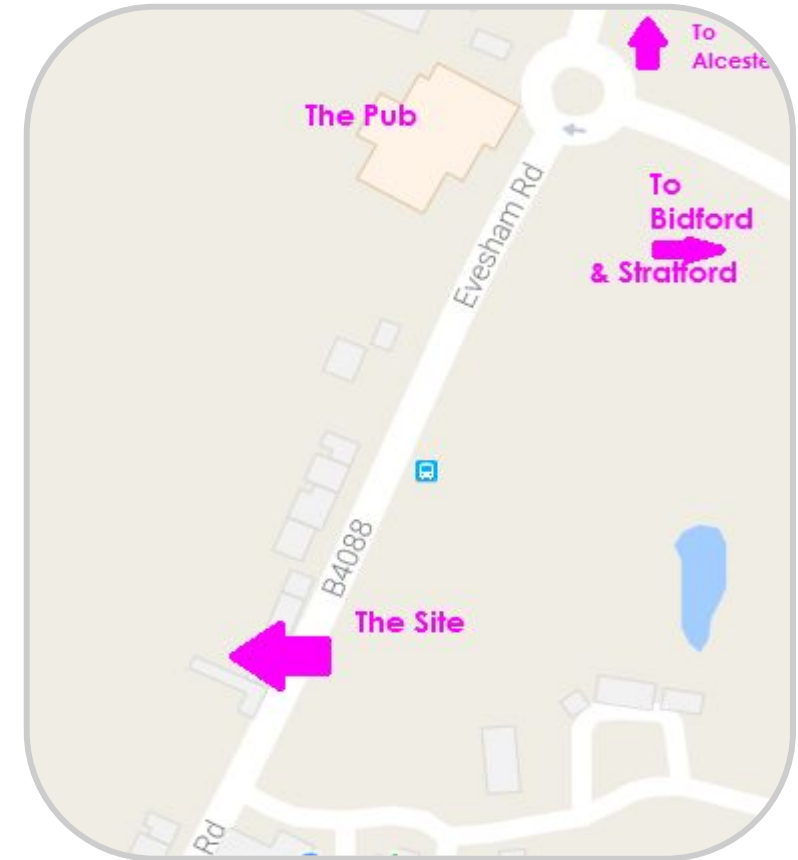 To
Alceste
The Pub
To
Bidford
& Stratford
Evesham Rd
B4088
The Site
Rd